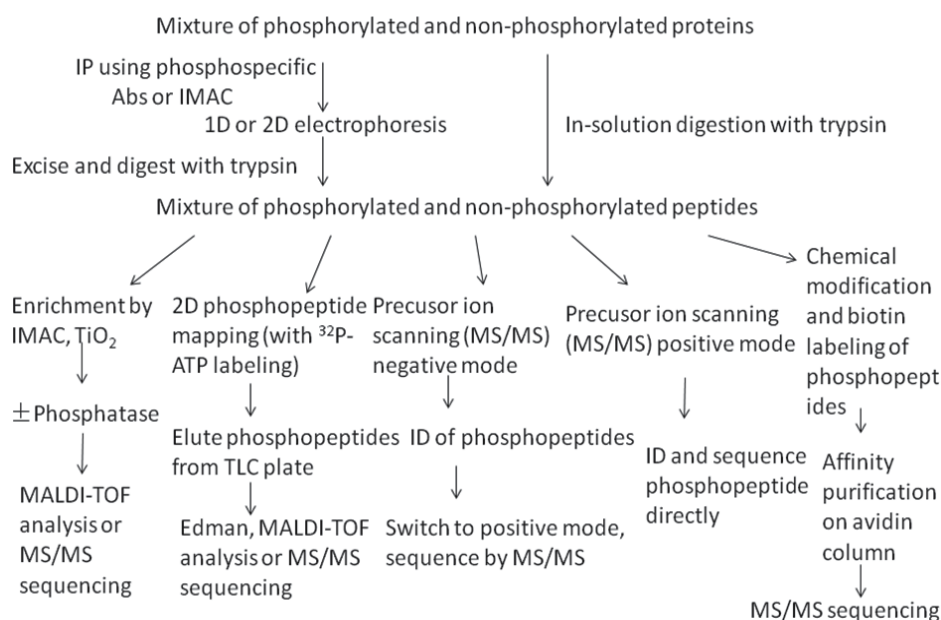 Mixture of phosphorylated and non-phosphorylated proteins
IP using phosphospecific
Abs or IMAC
1D or 2D electrophoresis
In-solution digestion with trypsin
Excise and digest with trypsin
Mixture of phosphorylated and non-phosphorylated peptides
Enrichment by
IMAC, TiO₂
±Phosphatase
MALDI-TOF
analysis or
MS/MS
sequencing
2D phosphopeptide
mapping (with ³²P-
ATP labeling)
Elute phosphopeptides
from TLC plate
Edman, MALDI-TOF
analysis or MS/MS
sequencing
Precusor ion
scanning (MS/MS)
negative mode
ID of phosphopeptides
Switch to positive mode,
sequence by MS/MS
Precusor ion scanning
(MS/MS) positive mode
ID and sequence
phosphopeptide
directly
Chemical
modification
and biotin
labeling of
phosphopept
ides
Affinity
purification
on avidin
column
MS/MS sequencing